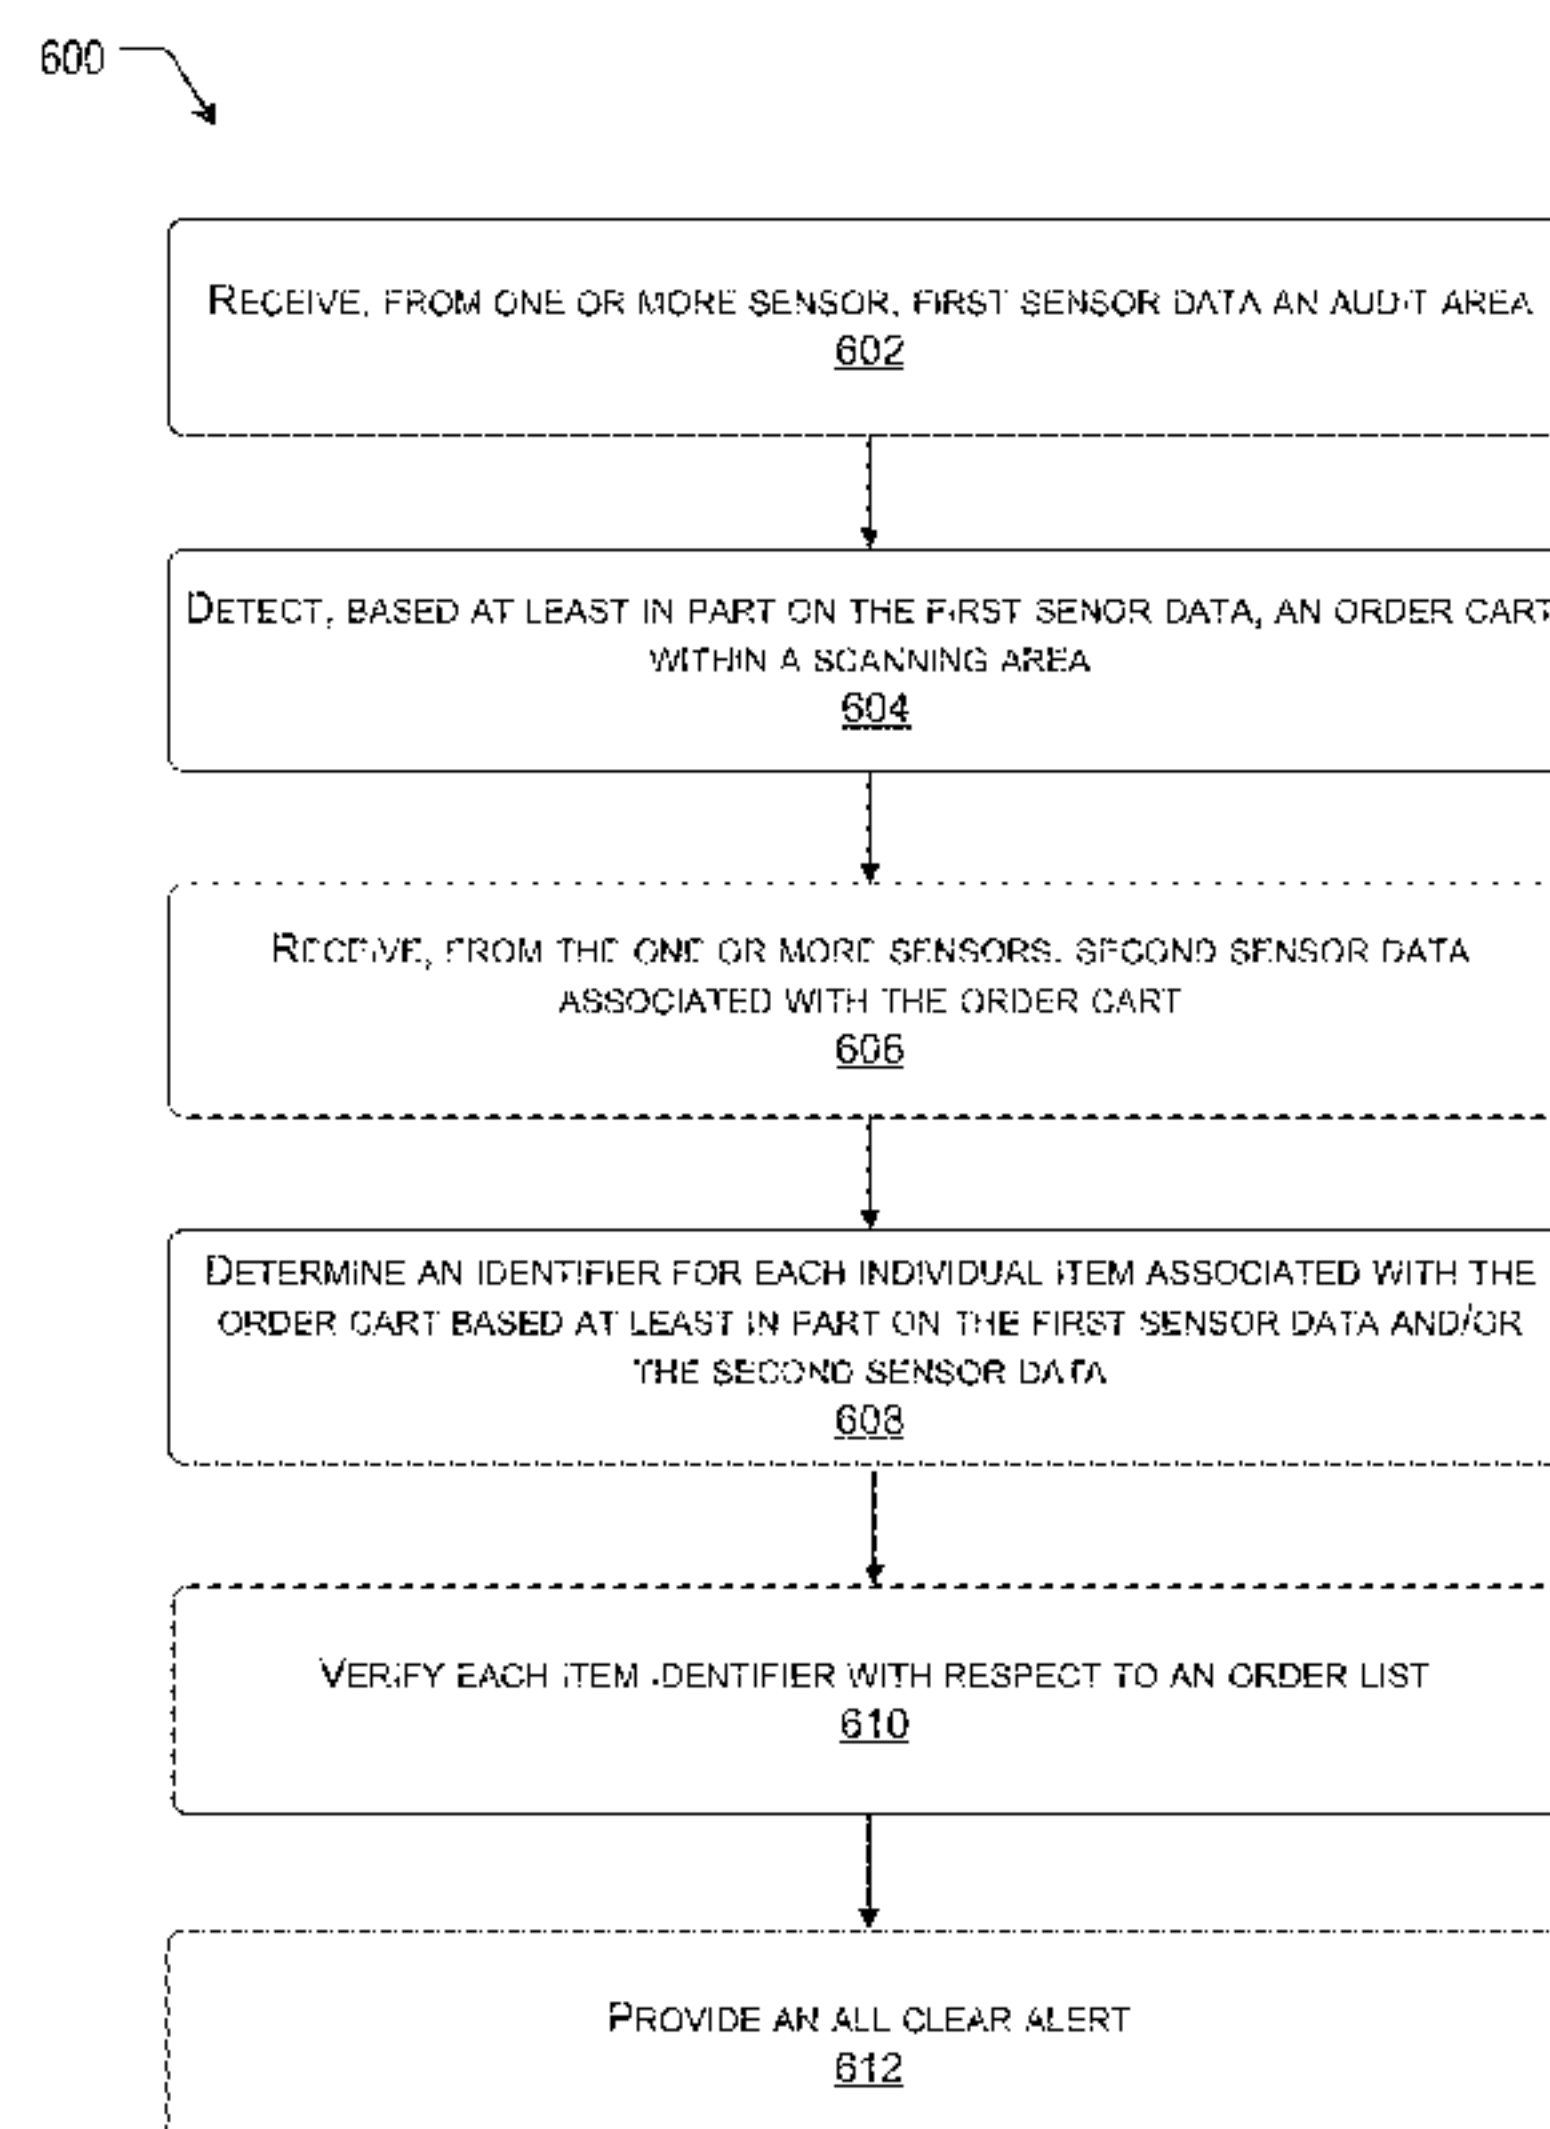 600
RECEIVE, FROM ONE OR MORE SENSOR, FIRST SENSOR DATA AN AUDIT AREA
602
DETECT, BASED AT LEAST IN PART ON THE FIRST SENOR DATA, AN ORDER CART
WITHIN A SCANNING AREA
604
RECEIVE, FROM THE ONE OR MORE SENSORS, SECOND SENSOR DATA
ASSOCIATED WITH THE ORDER CART
606
DETERMINE AN IDENTIFIER FOR EACH INDIVIDUAL ITEM ASSOCIATED WITH THE
ORDER CART BASED AT LEAST IN PART ON THE FIRST SENSOR DATA AND/OR
THE SECOND SENSOR DATA
608
VERIFY EACH ITEM IDENTIFIER WITH RESPECT TO AN ORDER LIST
610
PROVIDE AN ALL CLEAR ALERT
612